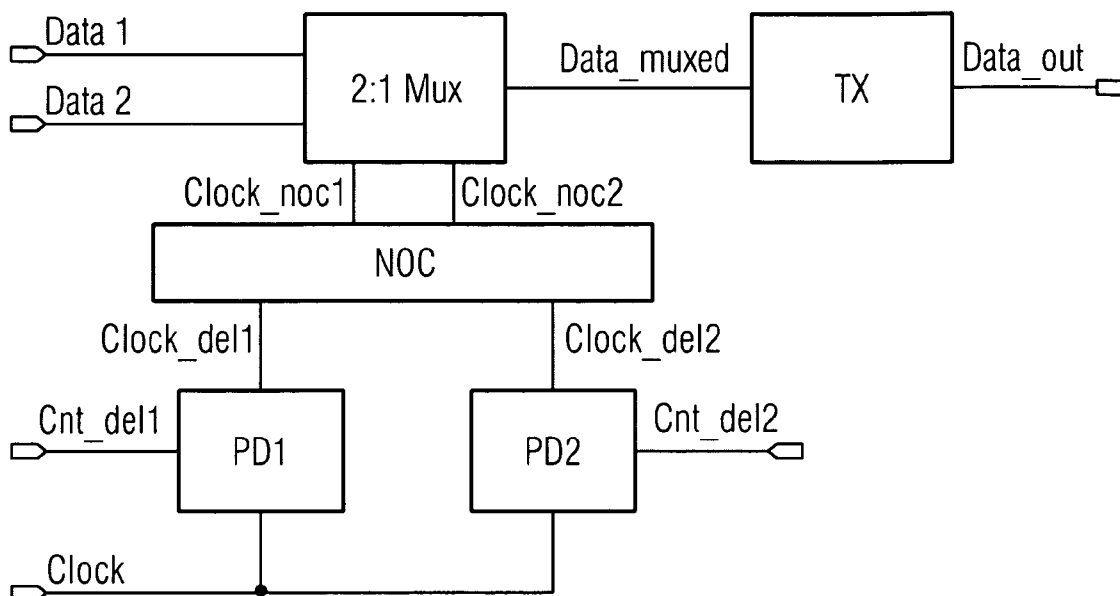 Data 1
Data 2
2:1 Mux
Data_muxed
TX
Data_out
Clock_noc1
Clock_noc2
NOC
Clock_del1
Clock_del2
Cnt_del1
PD1
PD2
Cnt_del2
Clock